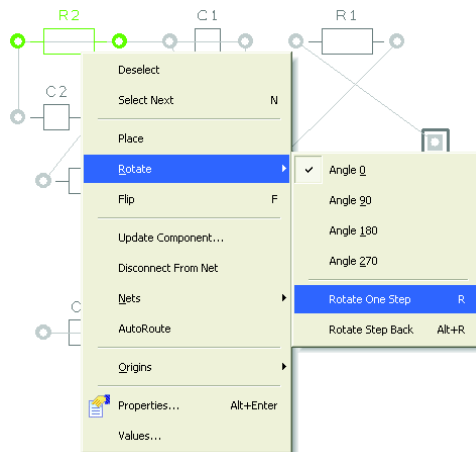 R2 C1 R1
Deselect
C2
Select Next N
Place
Rotate
Angle 0
Flip F
Angle 90
Update Component...
Angle 180
Disconnect From Net
Angle 270
Nets
Rotate One Step R
C
AutoRoute
Rotate Step Back Alt+R
Origins
Properties... Alt+Enter
Values...